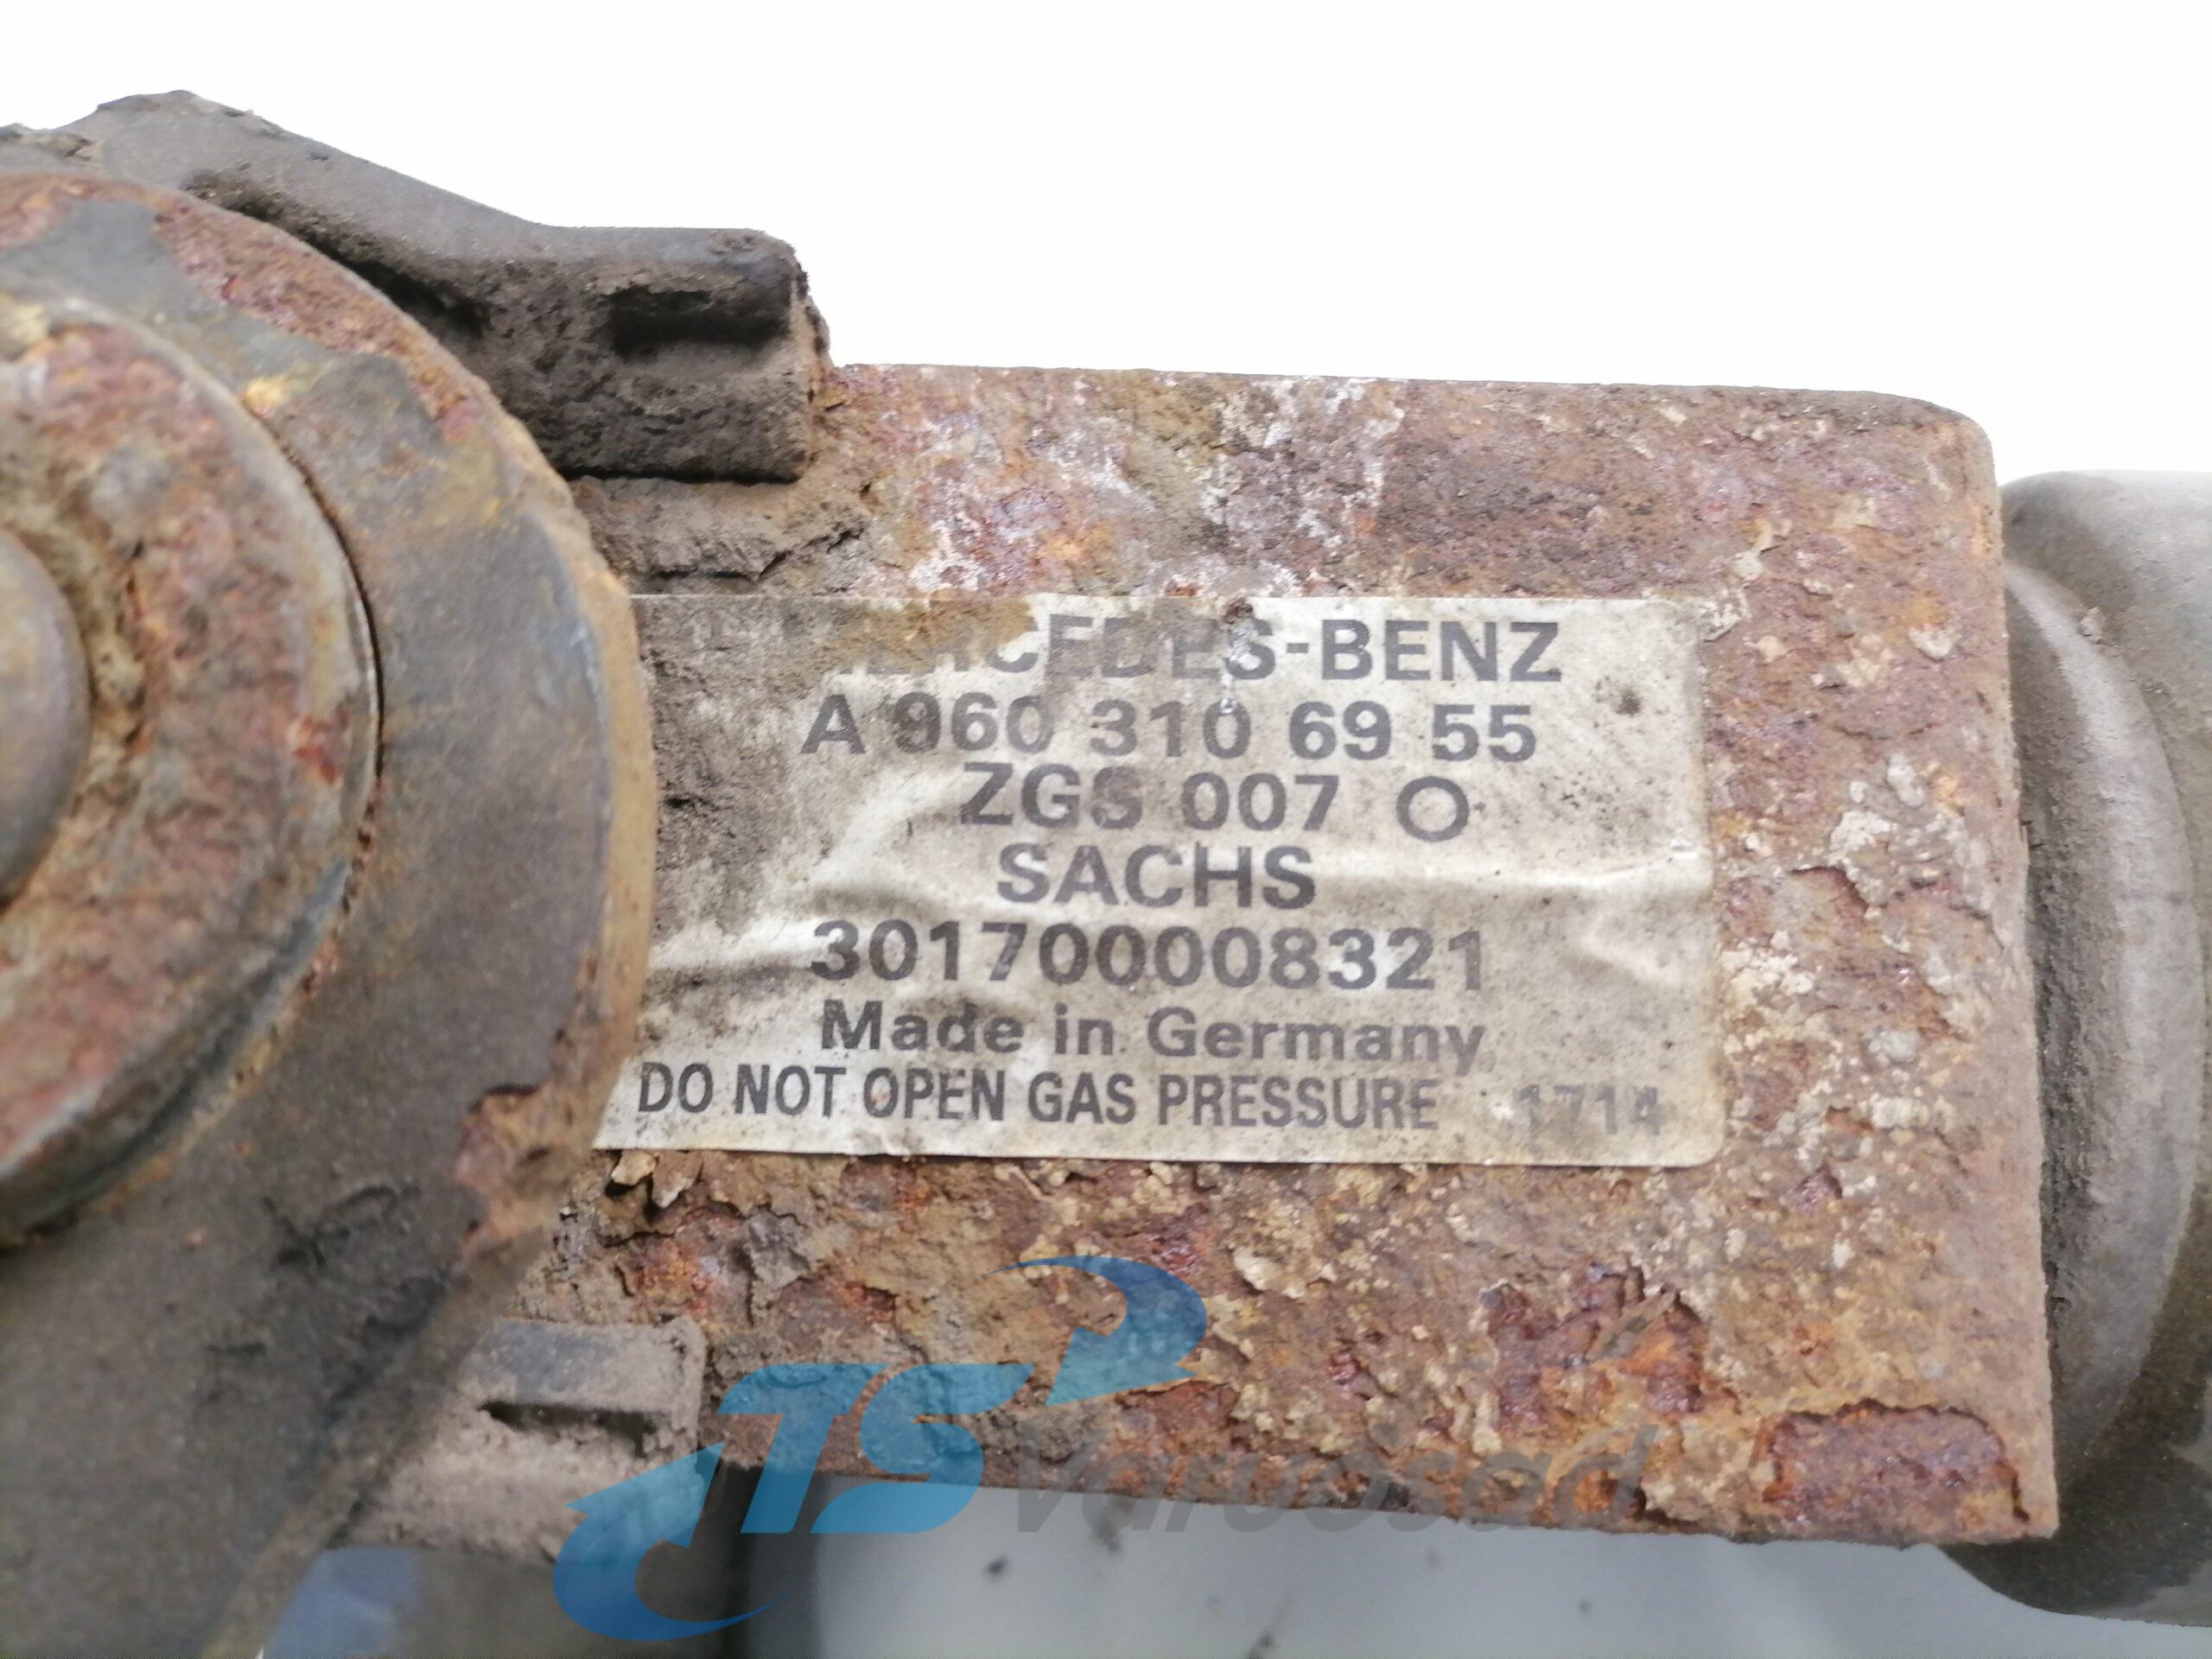 MERCEDES-BENZ
A 960 310 69 55
ZGS 007 O
SACHS
301700008321
Made in Germany
DO NOT OPEN GAS PRESSURE 1714
TS Varuosad